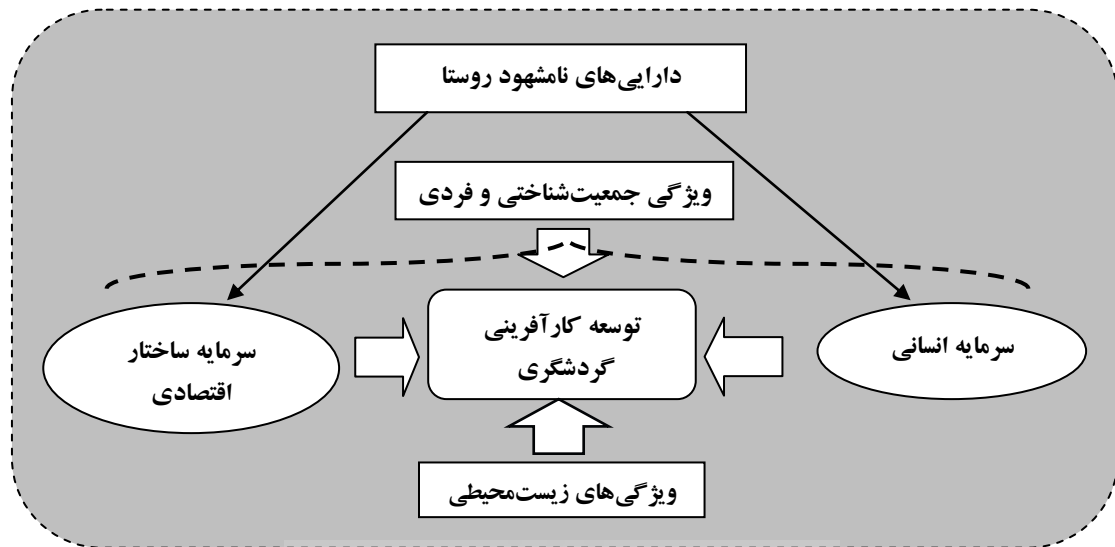 دارایی‌های نامشهود روستا
ویژگی جمعیت‌شناختی و فردی
سرمایه انسانی
توسعه کارآفرینی
گردشگری
سرمایه ساختار
اقتصادی
ویژگی‌های زیست‌محیطی